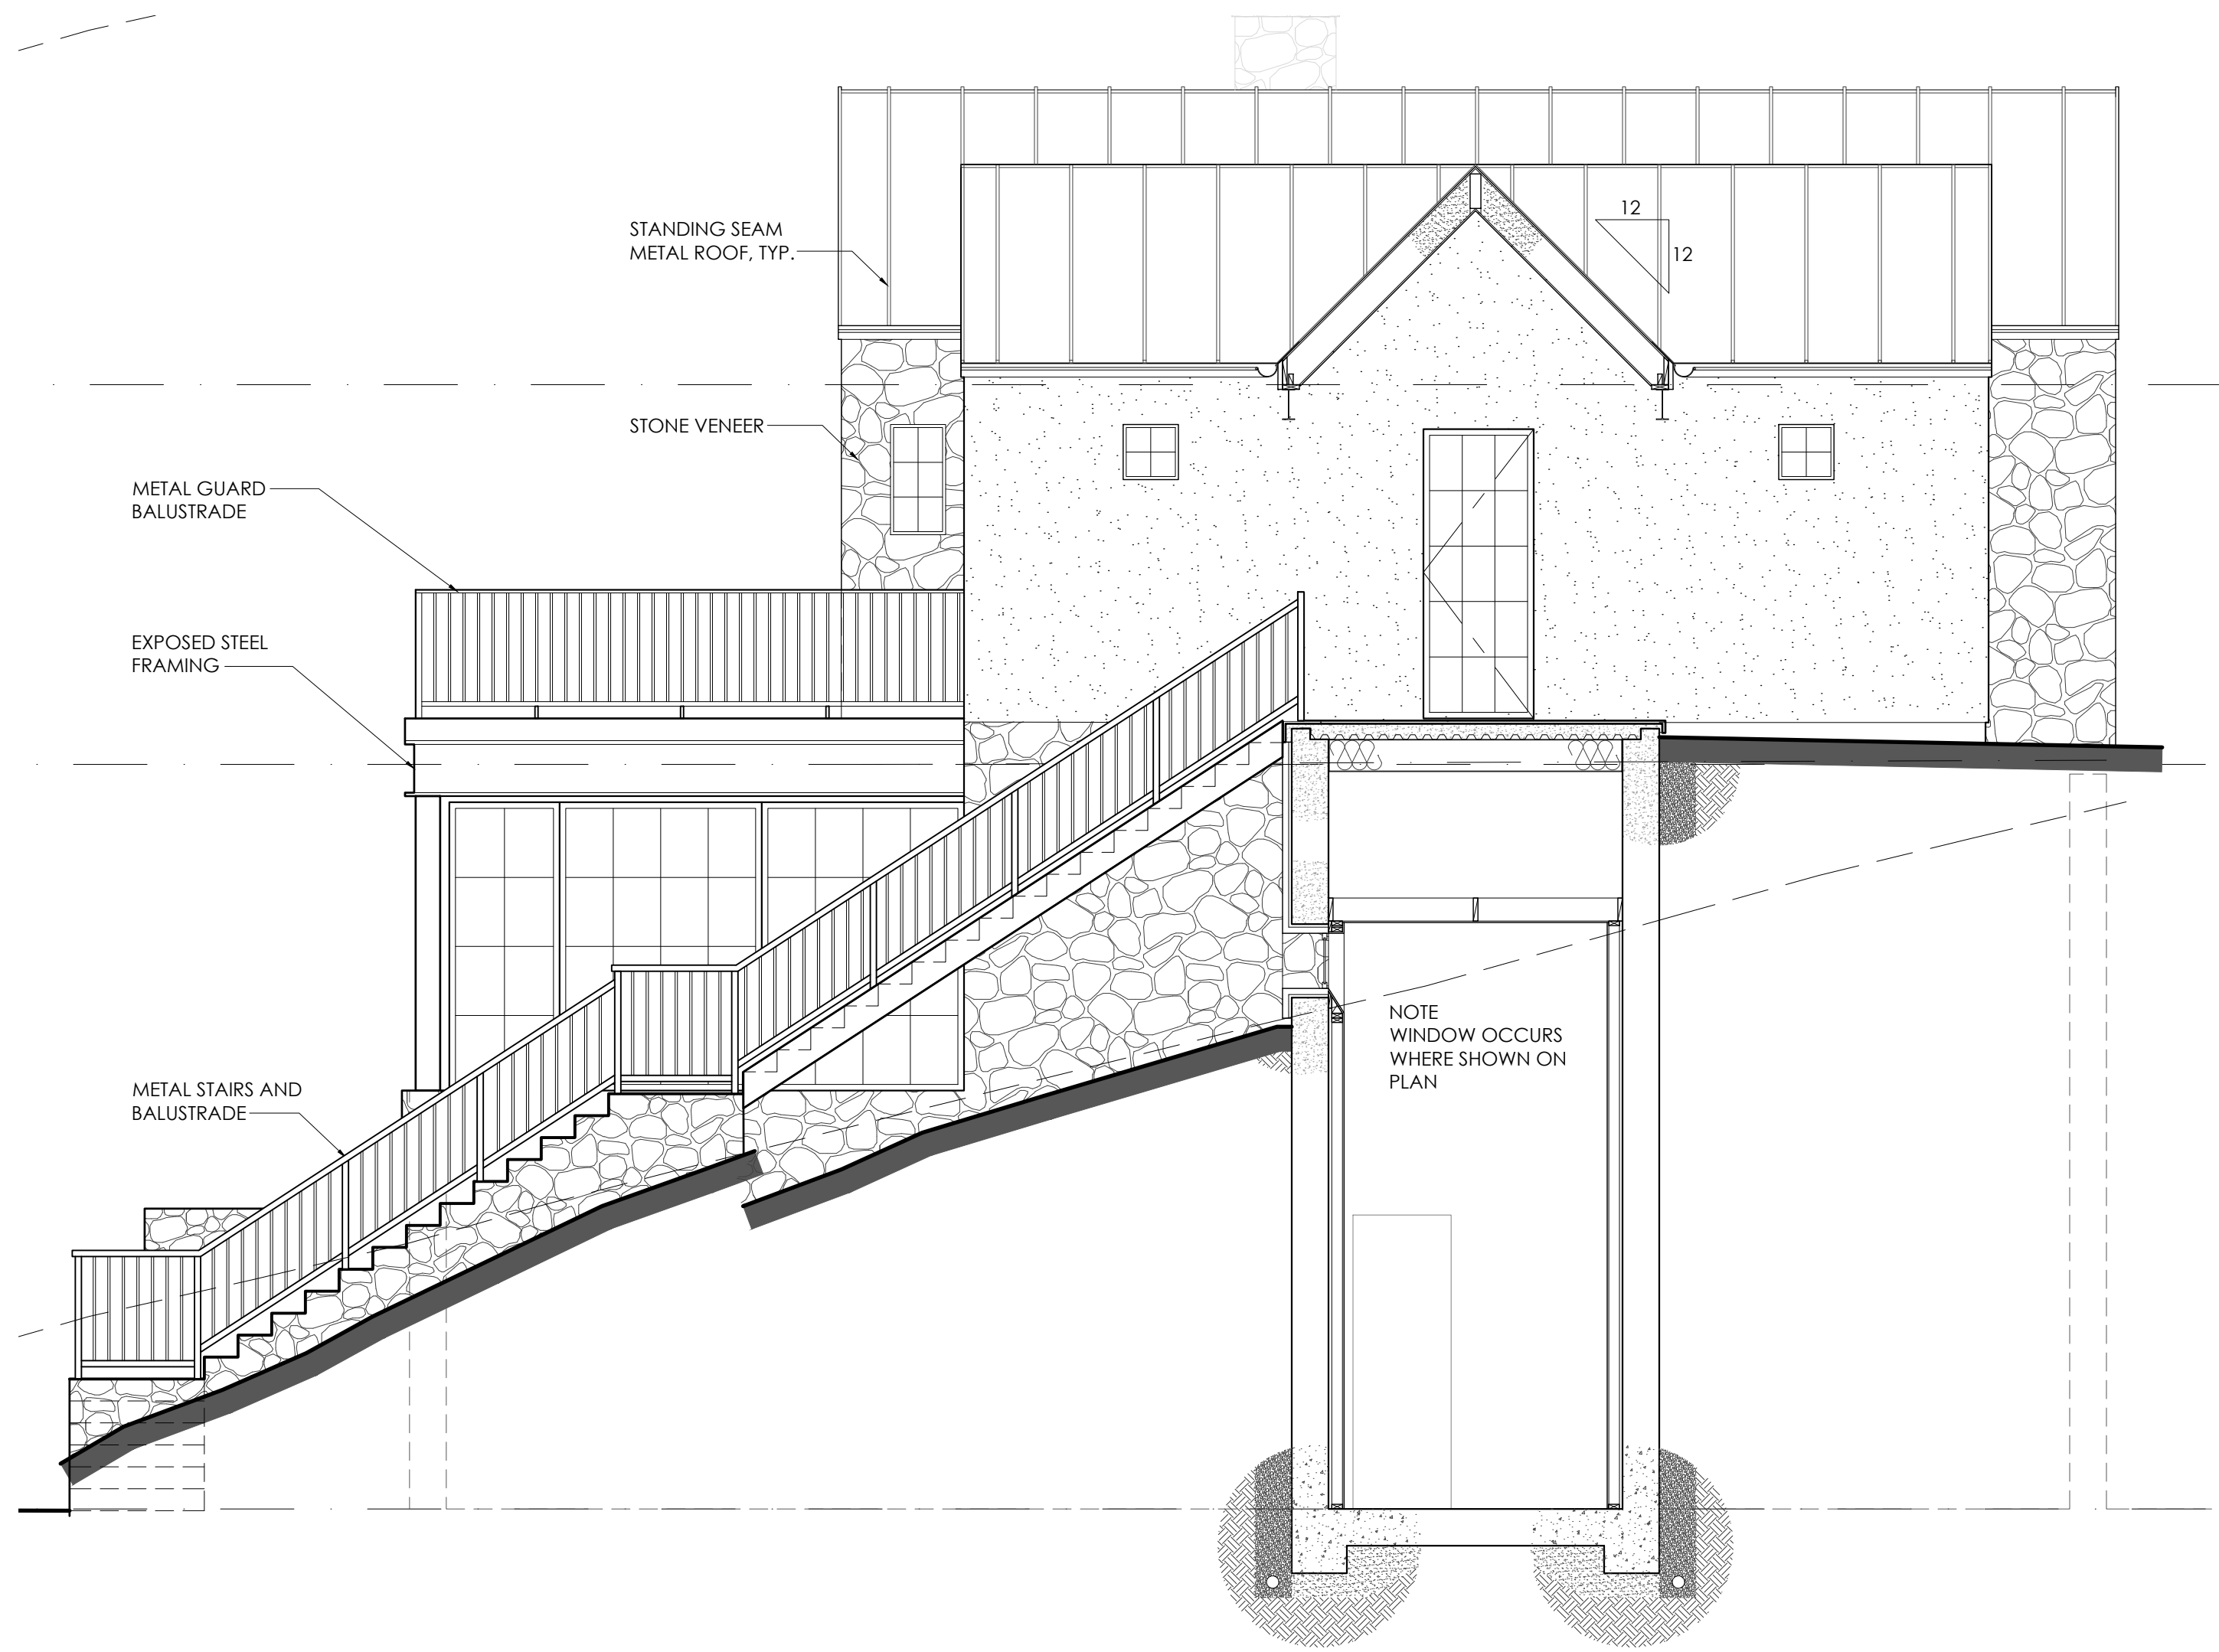 12
12
STANDING SEAM
METAL ROOF, TYP.
STONE VENEER
METAL GUARD
BALUSTRADE
EXPOSED STEEL
FRAMING
NOTE
WINDOW OCCURS
WHERE SHOWN ON
PLAN
METAL STAIRS AND
BALUSTRADE